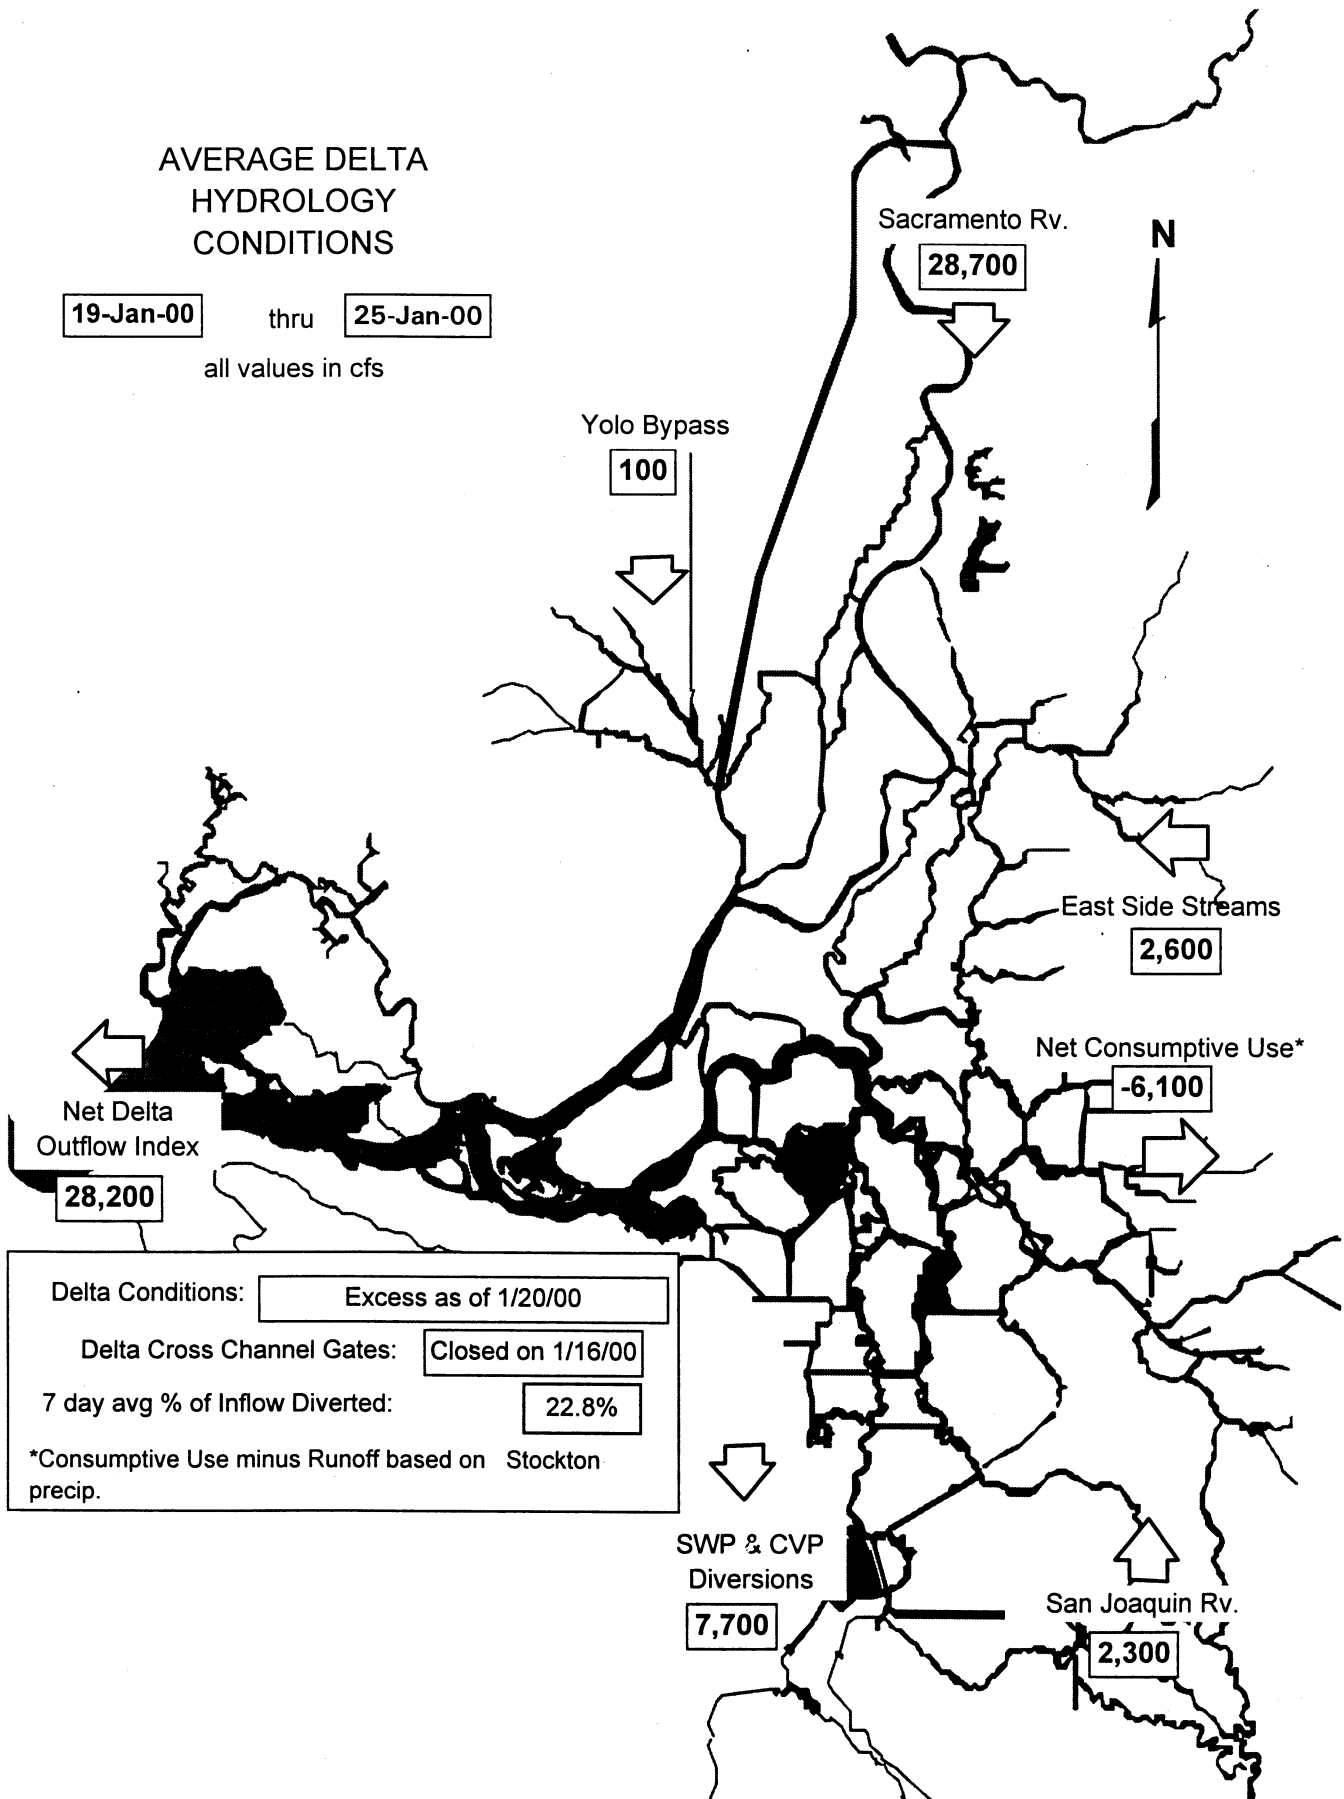 AVERAGE DELTA
HYDROLOGY
CONDITIONS
19-Jan-00 thru 25-Jan-00
all values in cfs
Sacramento Rv.
28,700
N
Yolo Bypass
100
East Side Streams
2,600
Net Consumptive Use*
-6,100
Net Delta
Outflow Index
28,200
Delta Conditions: Excess as of 1/20/00
Delta Cross Channel Gates: Closed on 1/16/00
7 day avg % of Inflow Diverted: 22.8%
*Consumptive Use minus Runoff based on Stockton
precip.
SWP & CVP
Diversions
7,700
San Joaquin Rv.
2,300